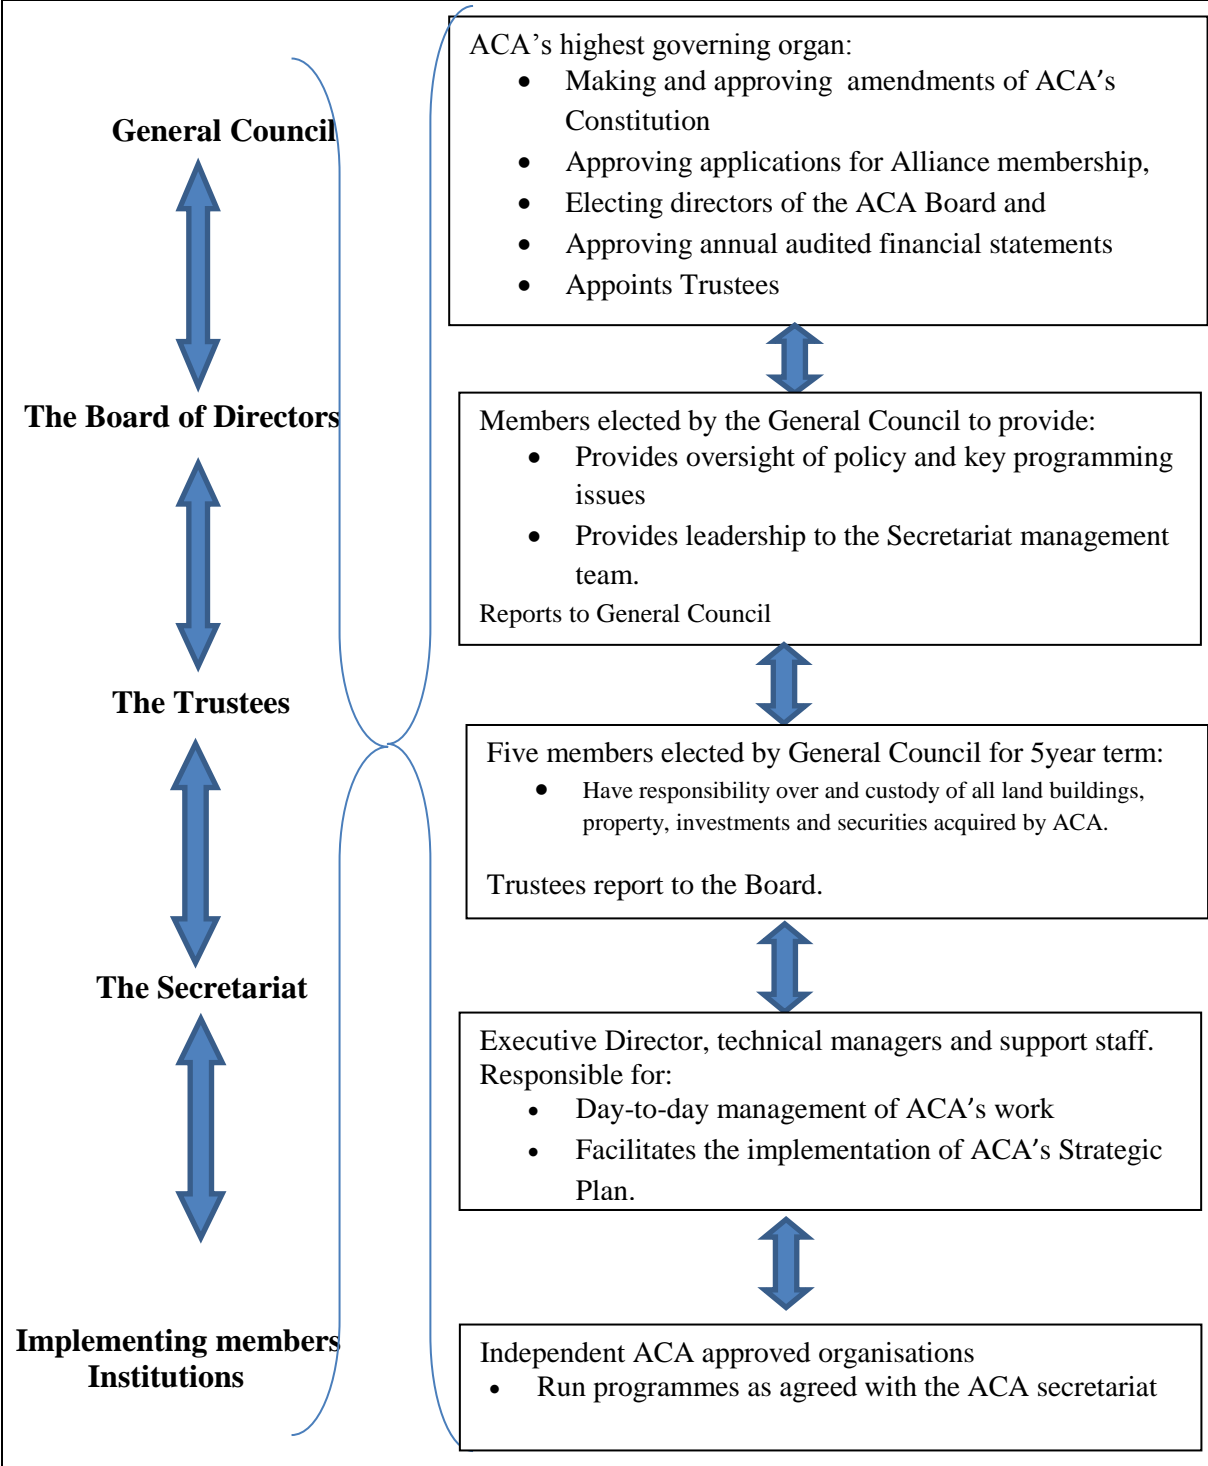 General Council
The Board of Directors
The Trustees
The Secretariat
Implementing members
Institutions
ACA’s highest governing organ:
• Making and approving amendments of ACA’s
Constitution
• Approving applications for Alliance membership,
• Electing directors of the ACA Board and
• Approving annual audited financial statements
• Appoints Trustees
Members elected by the General Council to provide:
• Provides oversight of policy and key programming
issues
• Provides leadership to the Secretariat management
team.
Reports to General Council
Five members elected by General Council for 5year term:
• Have responsibility over and custody of all land buildings,
property, investments and securities acquired by ACA.
Trustees report to the Board.
Executive Director, technical managers and support staff.
Responsible for:
• Day-to-day management of ACA’s work
• Facilitates the implementation of ACA’s Strategic
Plan.
Independent ACA approved organisations
• Run programmes as agreed with the ACA secretariat